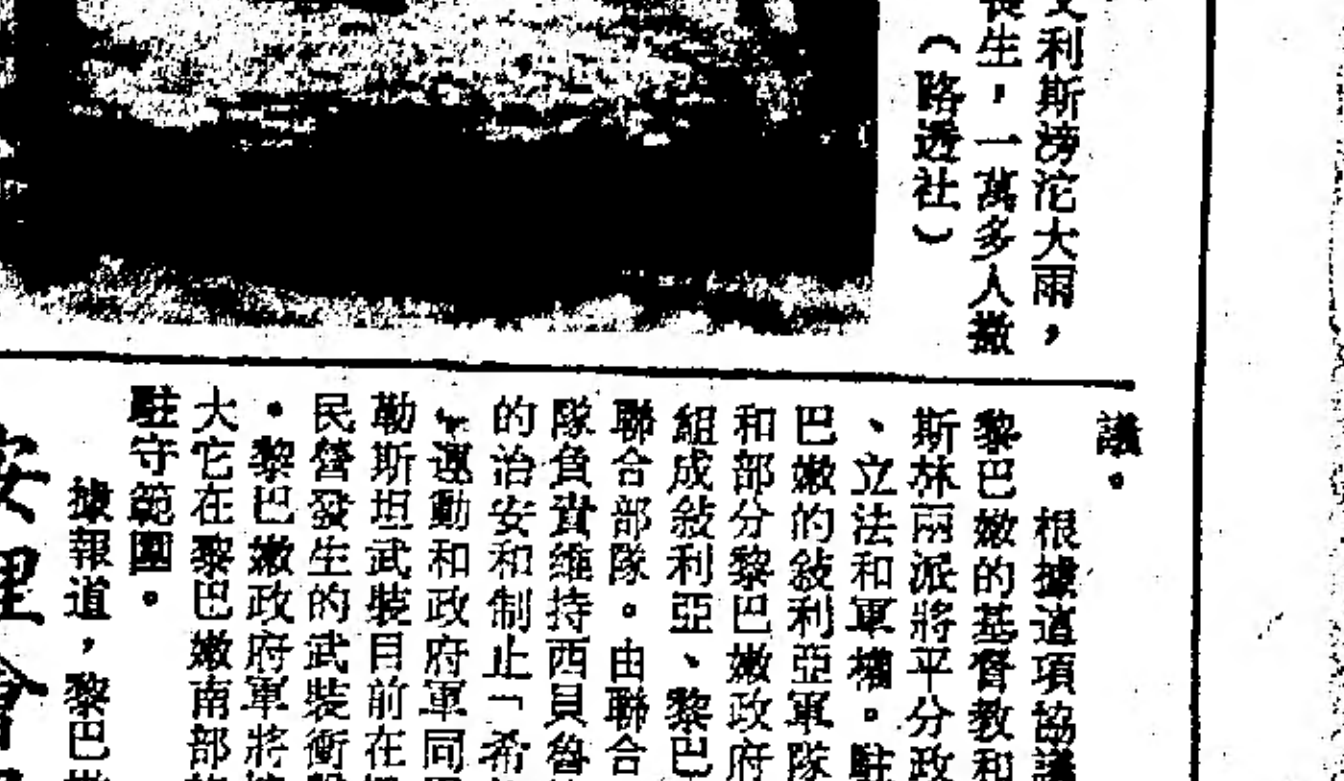 利斯滂沱大雨，
生，一萬多人撤
（路透社）
議。
根據這項協議
黎巴嫩的基督教和
斯林兩派將平分政
、立法和軍權。駐
巴嫩的敍利亞軍隊
和部分黎巴嫩政府
組成敍利亞、黎巴
聯合部隊。由聯合
隊負責維持西貝魯
的治安和制止「希
運動和政府軍同
勒斯坦武裝目前在
民營發生的武裝衝
。黎巴嫩政府軍將
大它在黎巴嫩南部
駐守範圍。
據報道，黎巴
安理會